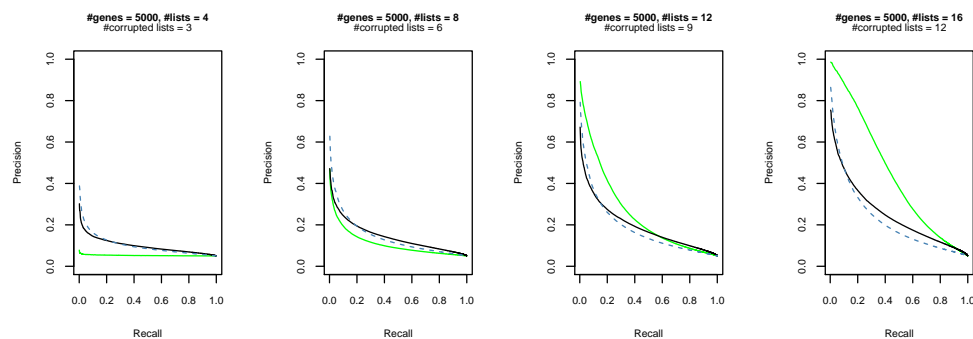 #genes = 5000, #lists = 4
#corrupted lists = 3
1.0
0.8
0.6
0.4
0.2
0.0
Precision
0.0 0.2 0.4 0.6 0.8 1.0
Recall
#genes = 5000, #lists = 8
#corrupted lists = 6
1.0
0.8
0.6
0.4
0.2
0.0
Precision
0.0 0.2 0.4 0.6 0.8 1.0
Recall
#genes = 5000, #lists = 12
#corrupted lists = 9
1.0
0.8
0.6
0.4
0.2
0.0
Precision
0.0 0.2 0.4 0.6 0.8 1.0
Recall
#genes = 5000, #lists = 16
#corrupted lists = 12
1.0
0.8
0.6
0.4
0.2
0.0
Precision
0.0 0.2 0.4 0.6 0.8 1.0
Recall